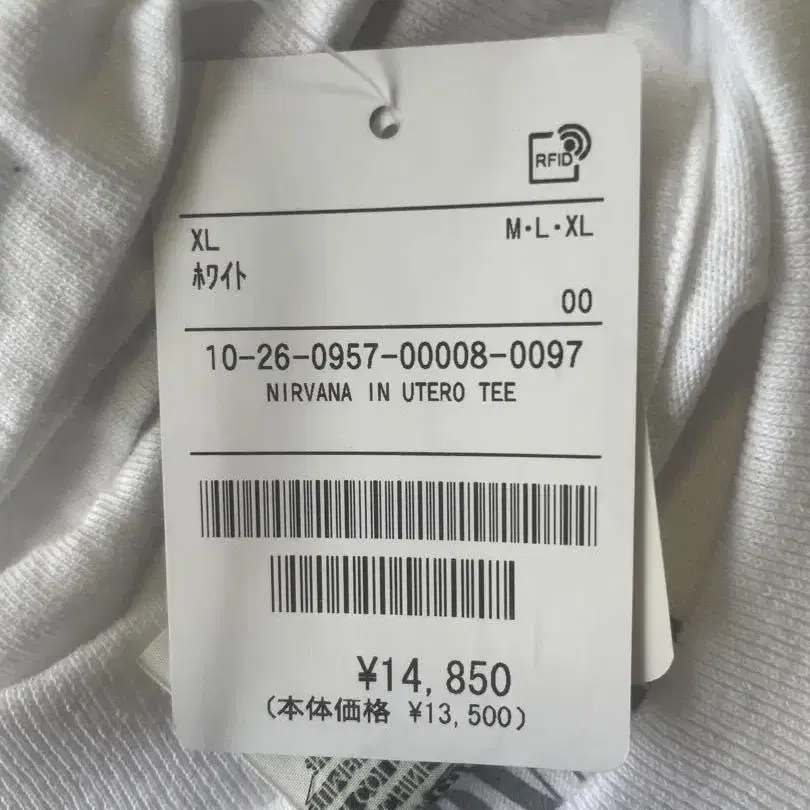 RFID
XL M・L・XL
ﾎﾜｲﾄ
00
10-26-0957-00008-0097
NIRVANA IN UTERO TEE
¥14,850
(本体価格 ¥13,500)